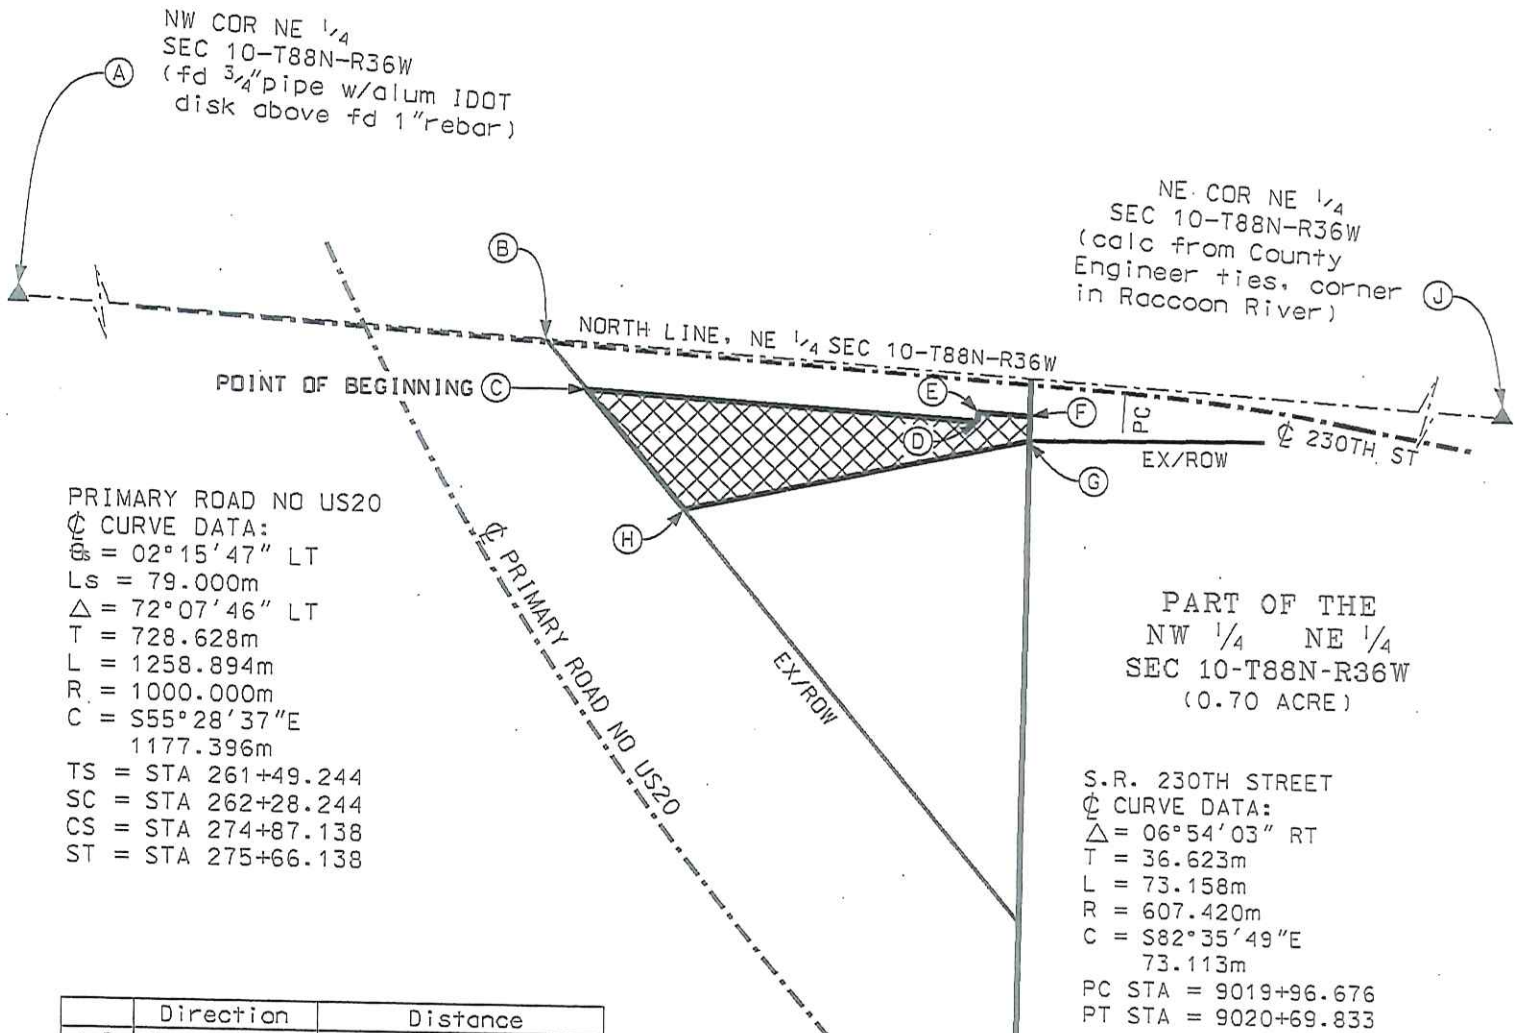 NW COR NE 1/4
SEC 10-T88N-R36W
(fd 3/4"pipe w/alum IDOT
disk above fd 1"rebar)
A
NE COR NE 1/4
SEC 10-T88N-R36W
(calc from County
Engineer ties, corner
in Raccoon River)
J
B
NORTH LINE, NE 1/4 SEC 10-T88N-R36W
POINT OF BEGINNING C
E
F
D
PC
℄ 230TH ST
EX/ROW
G
H
PRIMARY ROAD NO US20
℄ CURVE DATA:
θs = 02°15'47" LT
Ls = 79.000m
△ = 72°07'46" LT
T = 728.628m
L = 1258.894m
R = 1000.000m
C = S55°28'37"E
1177.396m
TS = STA 261+49.244
SC = STA 262+28.244
CS = STA 274+87.138
ST = STA 275+66.138
℄ PRIMARY ROAD NO US20
EX/ROW
PART OF THE
NW 1/4 NE 1/4
SEC 10-T88N-R36W
(0.70 ACRE)
S.R. 230TH STREET
℄ CURVE DATA:
△ = 06°54'03" RT
T = 36.623m
L = 73.158m
R = 607.420m
C = S82°35'49"E
73.113m
PC STA = 9019+96.676
PT STA = 9020+69.833
Direction Distance